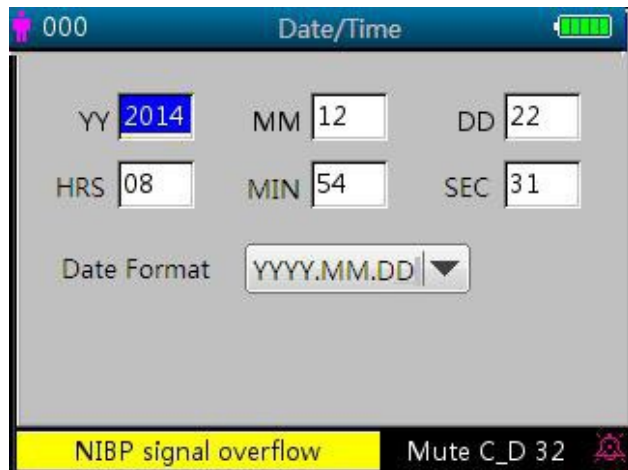 000 Date/Time
YY 2014 MM 12 DD 22
HRS 08 MIN 54 SEC 31
Date Format YYYY.MM.DD
NIBP signal overflow Mute C_D 32